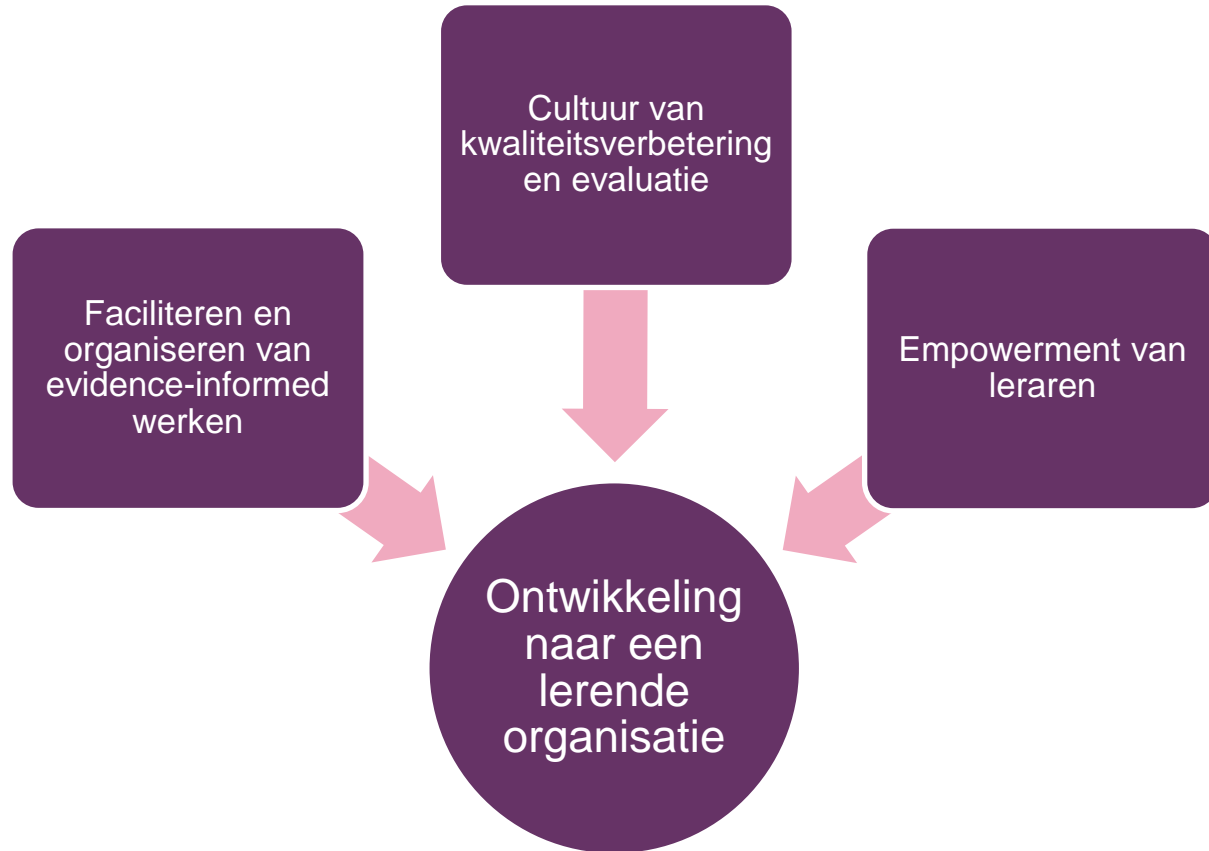 Cultuur van
kwaliteitsverbetering
en evaluatie
Faciliteren en
organiseren van
evidence-informed
werken
Empowerment van
leraren
Ontwikkeling
naar een
lerende
organisatie